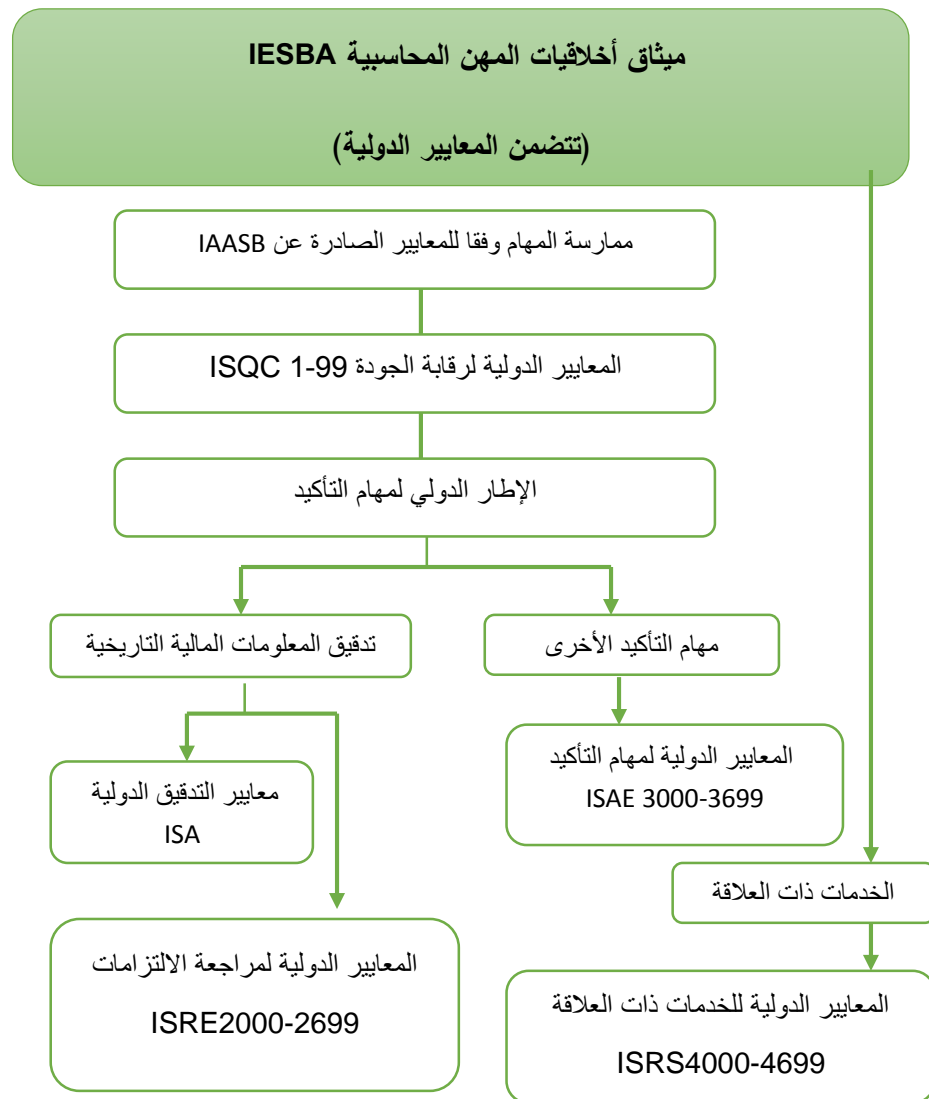 ميثاق أخلاقيات المهن المحاسبية IESBA
(تتضمن المعايير الدولية)
ممارسة المهام وفقا للمعايير الصادرة عن IAASB
المعايير الدولية لرقابة الجودة ISQC 1-99
الإطار الدولي لمهام التأكيد
تدقيق المعلومات المالية التاريخية
مهام التأكيد الأخرى
معايير التدقيق الدولية
ISA
المعايير الدولية لمهام التأكيد
ISAE 3000-3699
الخدمات ذات العلاقة
المعايير الدولية لمراجعة الالتزامات
ISRE2000-2699
المعايير الدولية للخدمات ذات العلاقة
ISRS4000-4699